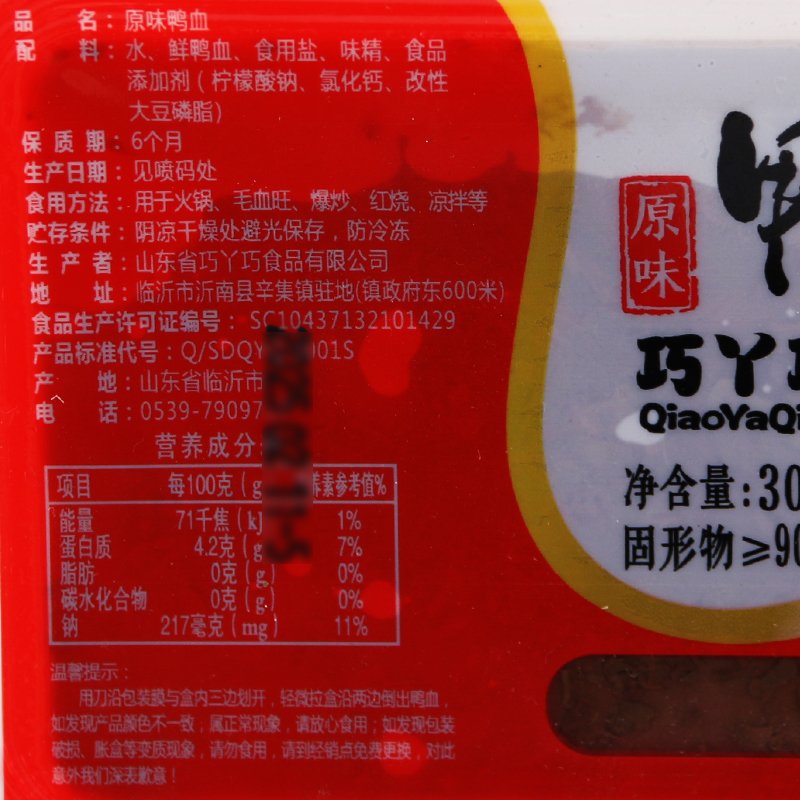 品 名：原味鸭血
配 料：水、鲜鸭血、食用盐、味精、食品
添加剂（柠檬酸钠、氯化钙、改性
大豆磷脂）
保 质 期：6个月
生产日期：见喷码处
食用方法：用于火锅、毛血旺、爆炒、红烧、凉拌等
贮存条件：阴凉干燥处避光保存，防冷冻
生 产 者：山东省巧丫巧食品有限公司
地 址：临沂市沂南县辛集镇驻地(镇政府东600米)
食品生产许可证编号：SC10437132101429
产品标准代号：Q/SDQY 001S
产 地：山东省临沂市
电 话：0539-79097
营养成分
项目 每100克（g 养素参考值%
能量 71千焦（kJ 1%
蛋白质 4.2克（g 7%
脂肪 0克（g） 0%
碳水化合物 0克（g） 0%
钠 217毫克（mg） 11%
温馨提示：
用刀沿包装膜与盒内三边划开，轻微拉盒沿两边倒出鸭血，
如发现产品颜色不一致，属正常现象，请放心食用；如发现包装
破损、胀盒等变质现象，请勿食用，请到经销点免费更换，对此
意外我们深表歉意！
原味
巧丫
QiaoYaQi
净含量:30
固形物≥90